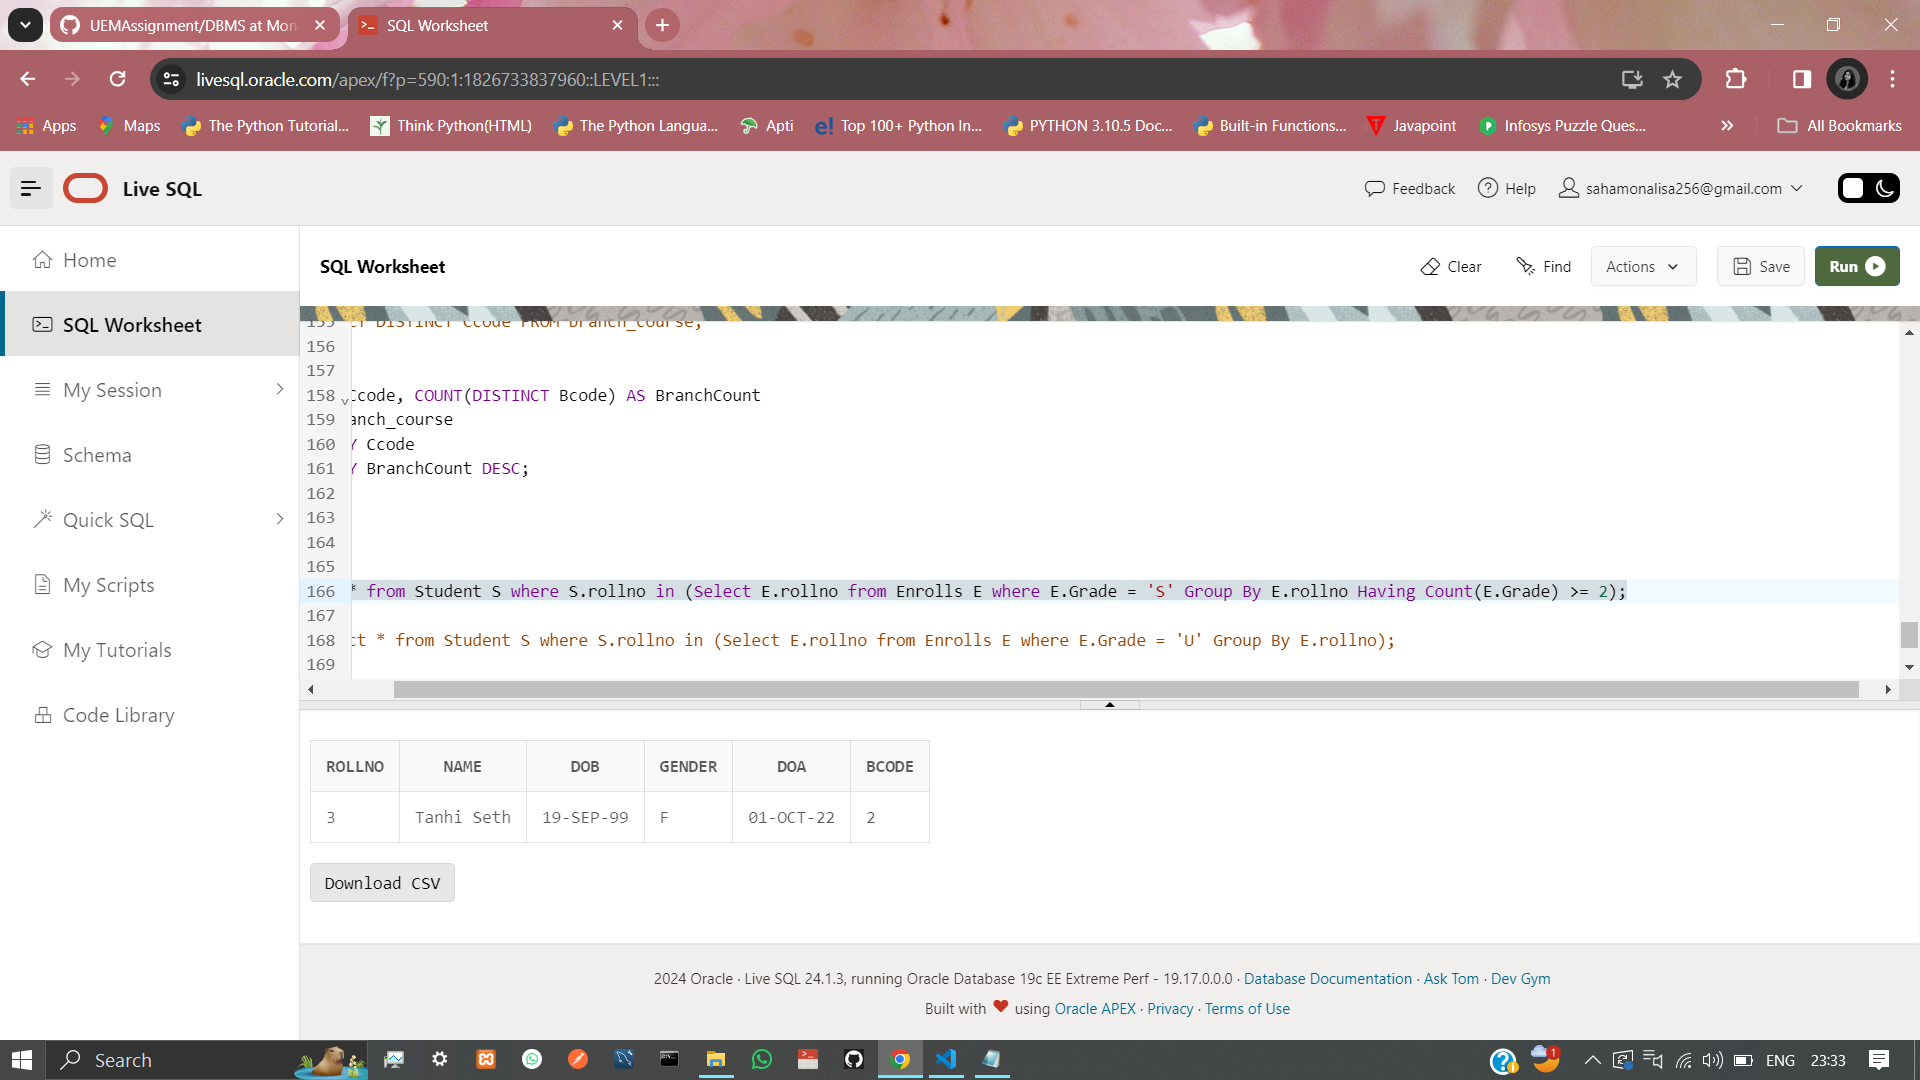 UEMAssignment/DBMS at Mon
SQL Worksheet
livesql.oracle.com/apex/f?p=590:1:1826733837960::LEVEL1:::
Apps
Maps
The Python Tutorial...
Think Python(HTML)
The Python Langua...
Apti
Top 100+ Python In...
PYTHON 3.10.5 Doc...
Built-in Functions...
Javapoint
Infosys Puzzle Ques...
All Bookmarks
Live SQL
Feedback
Help
sahamonalisa256@gmail.com
Home
SQL Worksheet
My Session
Schema
Quick SQL
My Scripts
My Tutorials
Code Library
SQL Worksheet
Clear
Find
Actions
Save
Run
155 CT DISTINCT Ccode FROM branch_course;
156
157
158 Ccode, COUNT(DISTINCT Bcode) AS BranchCount
159 anch_course
160 Y Ccode
161 Y BranchCount DESC;
162
163
164
165
166 * from Student S where S.rollno in (Select E.rollno from Enrolls E where E.Grade = 'S' Group By E.rollno Having Count(E.Grade) >= 2);
167
168 ct * from Student S where S.rollno in (Select E.rollno from Enrolls E where E.Grade = 'U' Group By E.rollno);
169
ROLLNO NAME DOB GENDER DOA BCODE
3 Tanhi Seth 19-SEP-99 F 01-OCT-22 2
Download CSV
2024 Oracle · Live SQL 24.1.3, running Oracle Database 19c EE Extreme Perf - 19.17.0.0.0 · Database Documentation · Ask Tom · Dev Gym
Built with ❤ using Oracle APEX · Privacy · Terms of Use
Search
1
ENG
23:33